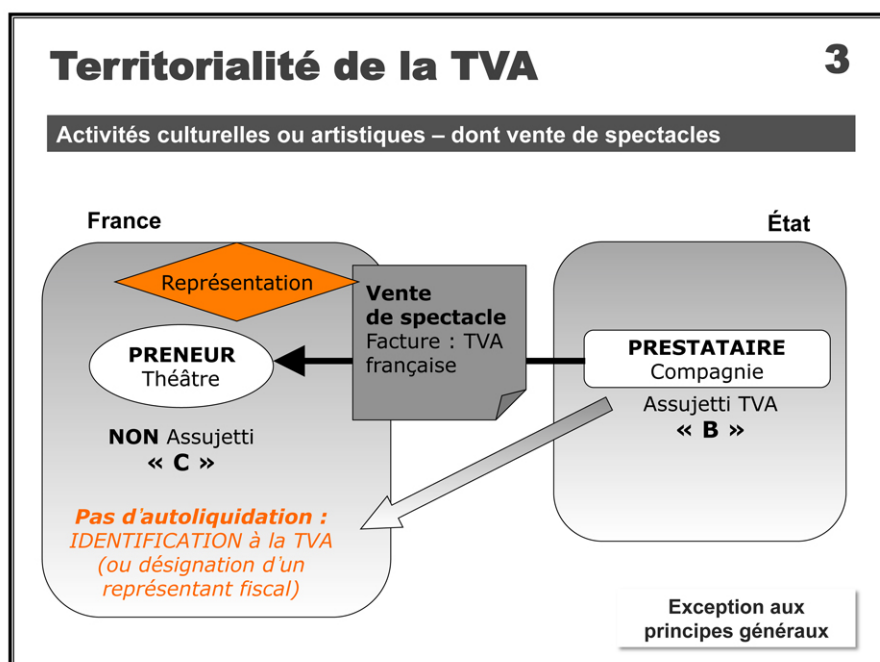 Territorialité de la TVA
3
Activités culturelles ou artistiques – dont vente de spectacles
France
État
Représentation
Vente
de spectacle
Facture : TVA
française
PRENEUR
Théâtre
PRESTATAIRE
Compagnie
NON Assujetti
« C »
Assujetti TVA
« B »
Pas d’autoliquidation :
IDENTIFICATION à la TVA
(ou désignation d’un
représentant fiscal)
Exception aux
principes généraux